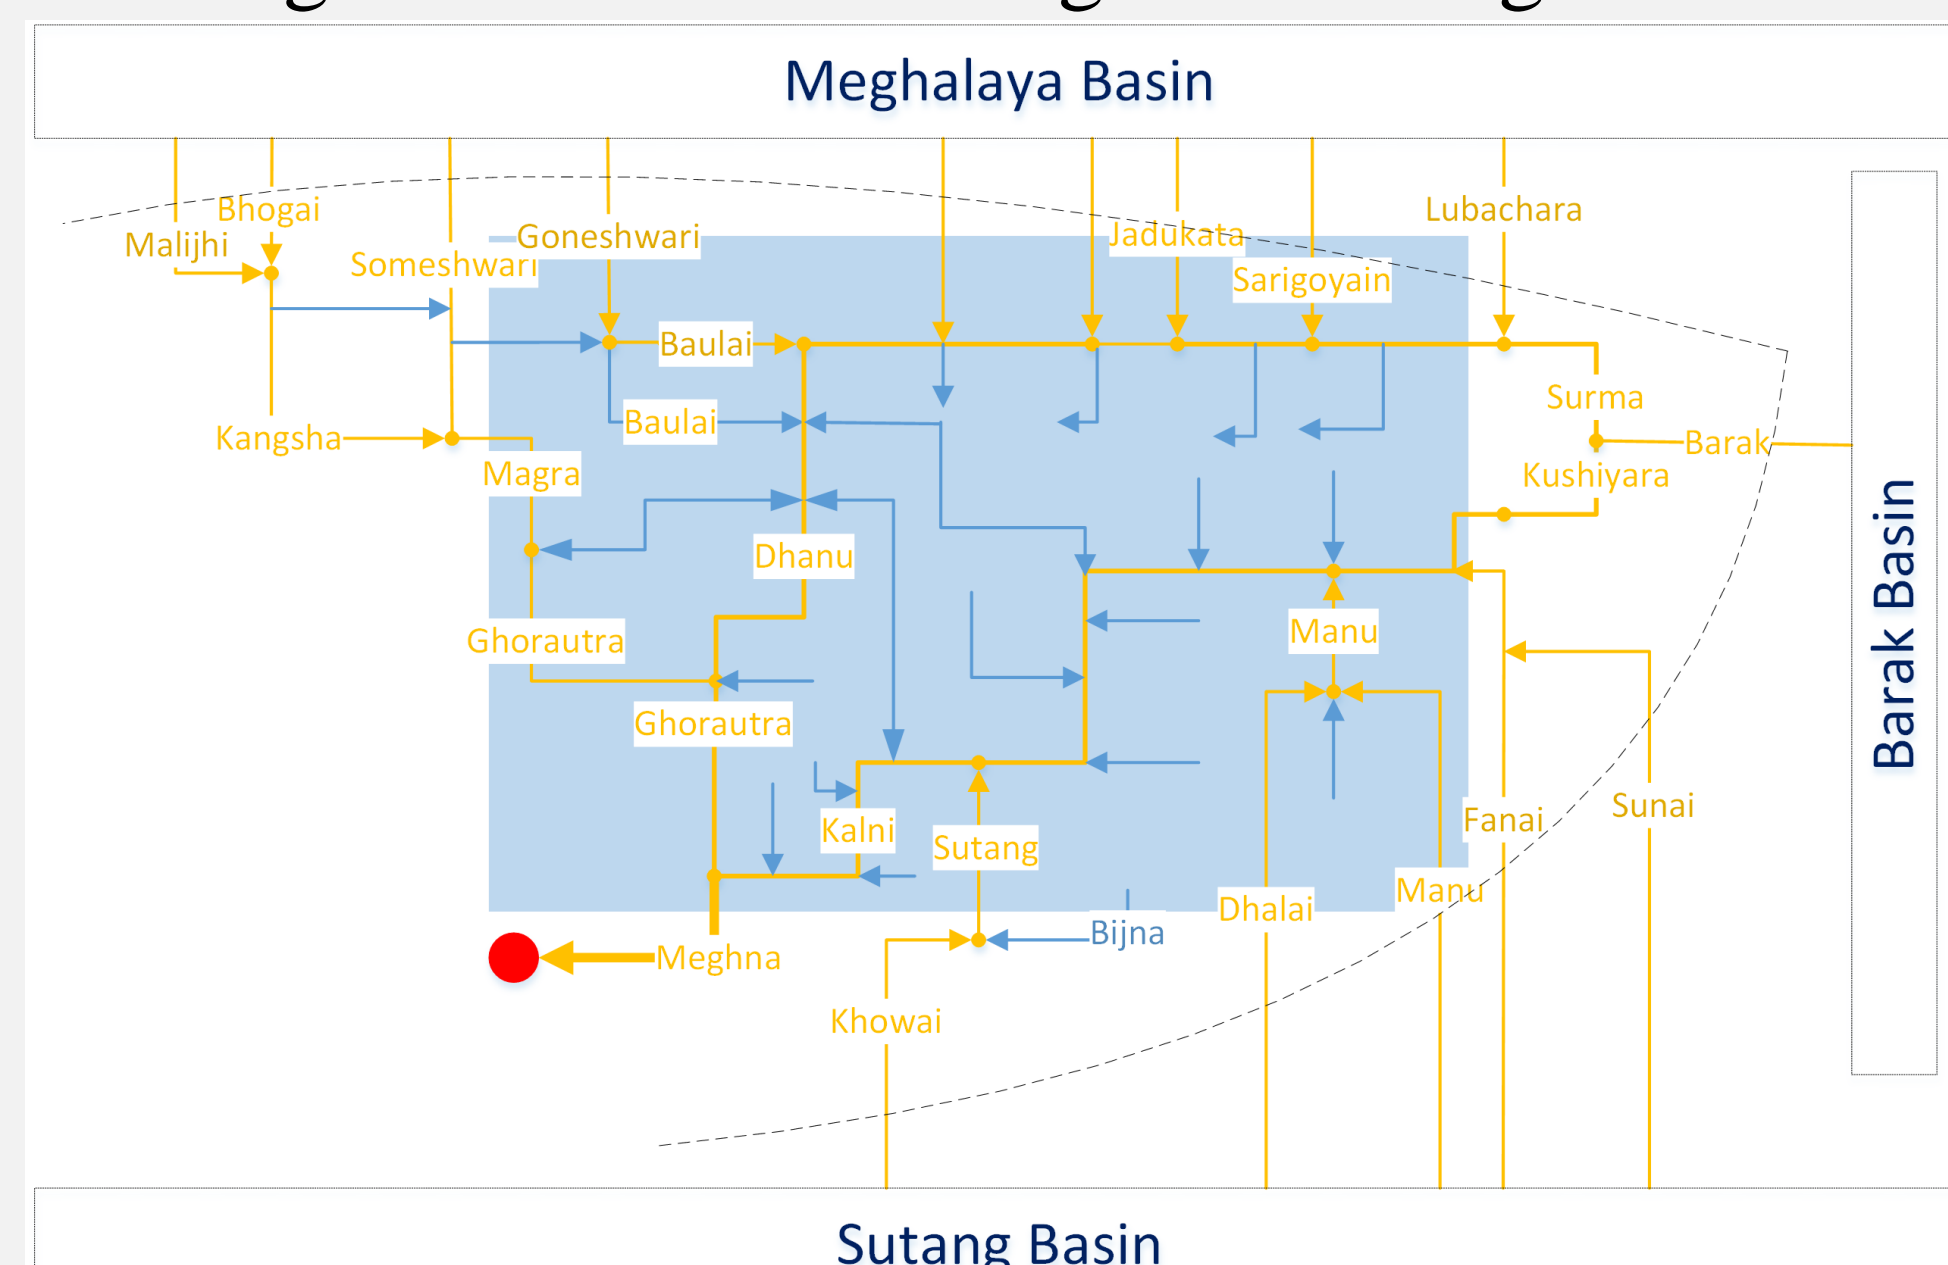 Meghalaya Basin
Bhogai
Lubachara
Malijhi
Goneshwari
Jadukata
Someshwari
Sarigoyain
Baulai
Surma
Baulai
Kangsha
Barak
Magra
Kushiyara
Dhanu
Barak Basin
Ghorautra
Manu
Ghorautra
Kalni
Sutang
Fanai
Sunai
Manu
Dhalai
Bijna
Meghna
Khowai
Sutang Basin